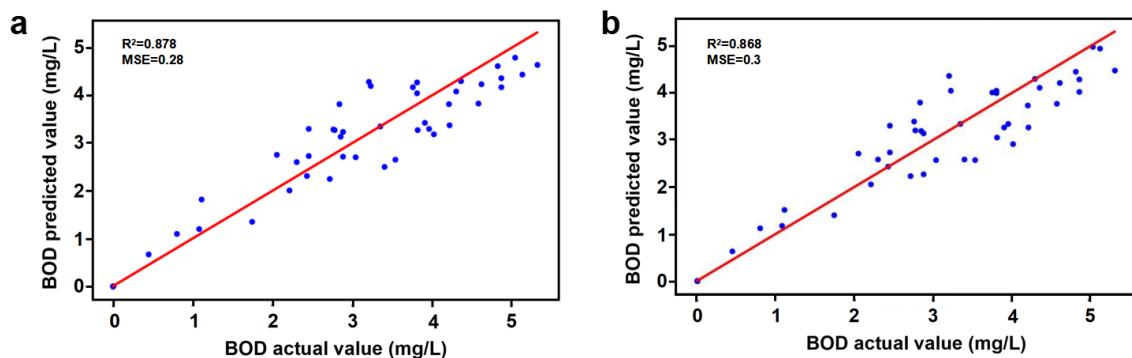 a
R²=0.878
MSE=0.28
BOD predicted value (mg/L)
5
4
3
2
1
0
0 1 2 3 4 5
BOD actual value (mg/L)
b
R²=0.868
MSE=0.3
BOD predicted value (mg/L)
5
4
3
2
1
0
0 1 2 3 4 5
BOD actual value (mg/L)